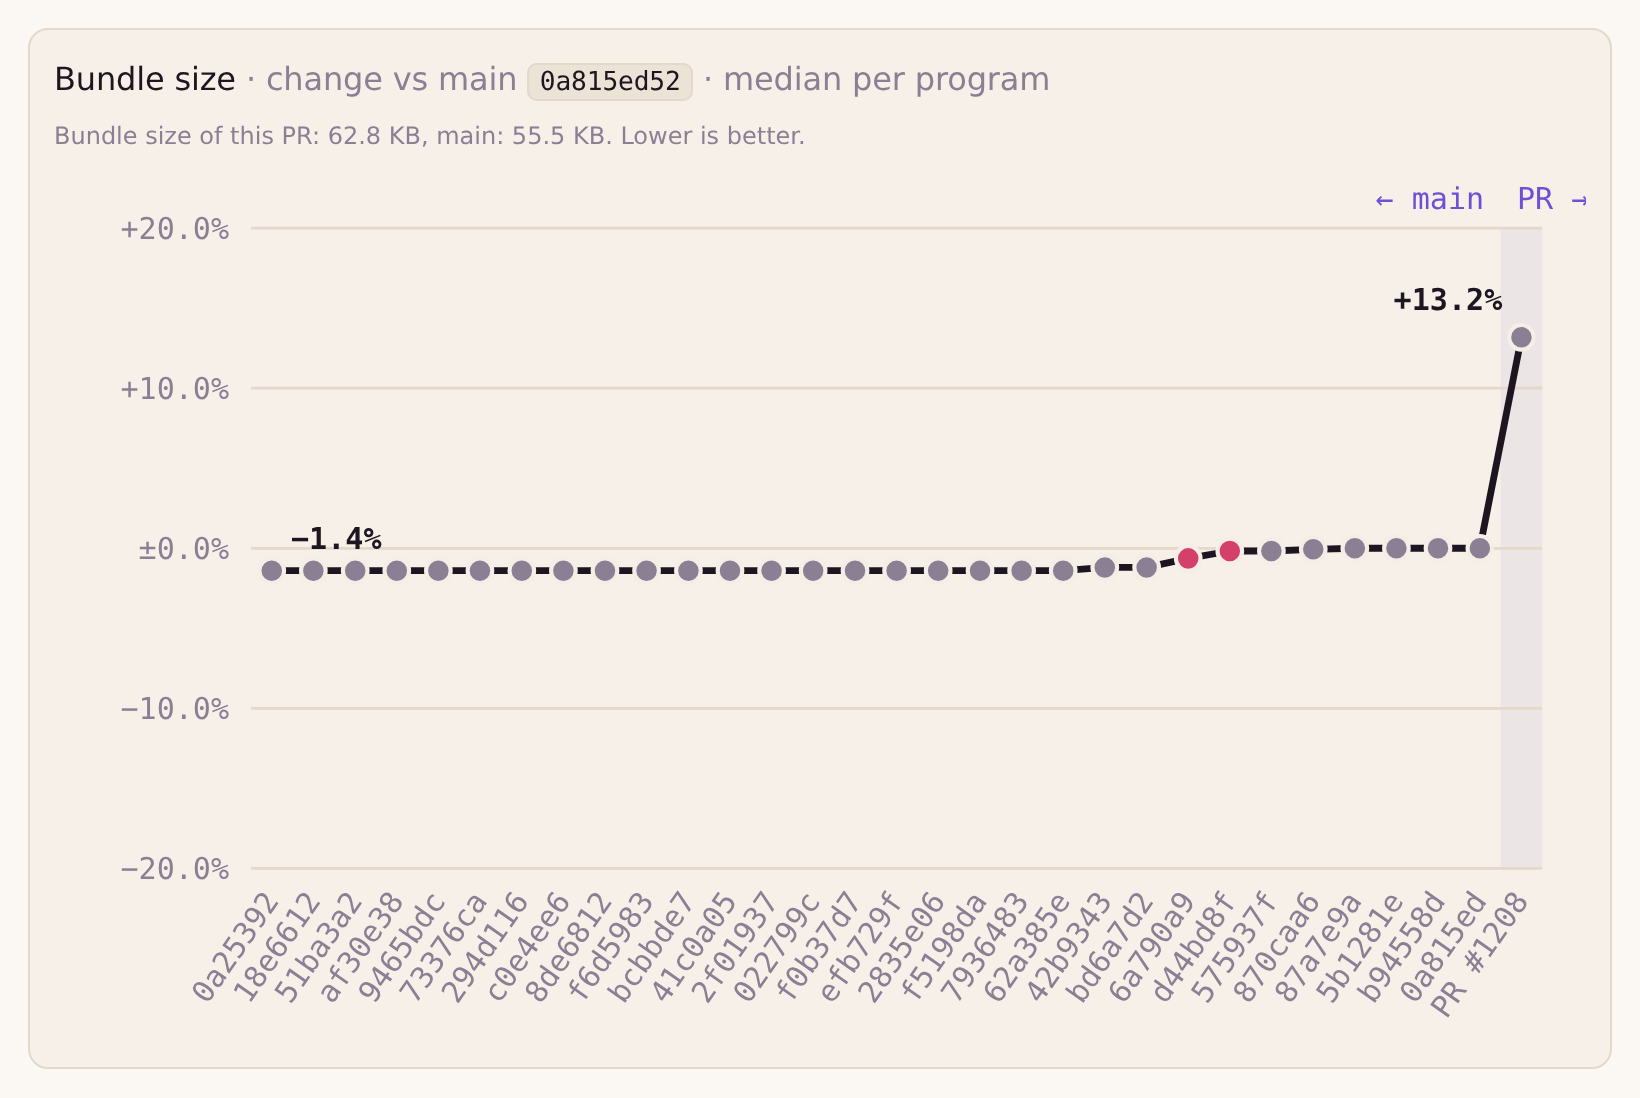 Bundle size · change vs main 0a815ed52 · median per program
Bundle size of this PR: 62.8 KB, main: 55.5 KB. Lower is better.
← main PR →
+20.0%
+13.2%
+10.0%
−1.4%
±0.0%
−10.0%
−20.0%
0a25392
18e6612
51ba3a2
af30e38
9465bdc
73376ca
294d116
c0e4ee6
8de6812
f6d5983
bcbbde7
41c0a05
2f01937
022799c
f0b37d7
efb729f
2835e06
f5198da
7936483
62a385e
42b9343
bd6a7d2
6a790a9
d44bd8f
575937f
870caa6
87a7e9a
5b1281e
b94558d
0a815ed
PR #1208